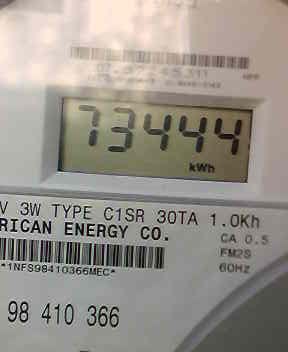 73444
kWh
V 3W TYPE C1SR 30TA 1.0Kh
RICAN ENERGY CO.
CA 0.5
FM2S
60HZ
*1NFS98410366MEC*
98 410 366